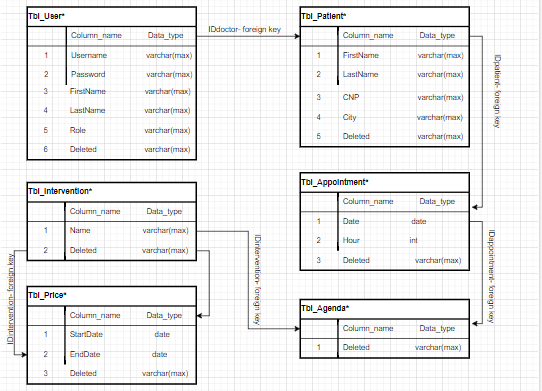 Tbl_User*
Column_name Data_type
1 Username varchar(max)
2 Password varchar(max)
3 FirstName varchar(max)
4 LastName varchar(max)
5 Role varchar(max)
6 Deleted varchar(max)
IDdoctor- foreign key
Tbl_Patient*
Column_name Data_type
1 FirstName varchar(max)
2 LastName varchar(max)
3 CNP varchar(max)
4 City varchar(max)
5 Deleted varchar(max)
IDpatient- foreign key
Tbl_Intervention*
Column_name Data_type
1 Name varchar(max)
2 Deleted varchar(max)
IDintervention- foreign key
IDintervention- foreign key
Tbl_Appointment*
Column_name Data_type
1 Date date
2 Hour int
3 Deleted varchar(max)
IDappointment- foreign key
Tbl_Price*
Column_name Data_type
1 StartDate date
2 EndDate date
3 Deleted varchar(max)
Tbl_Agenda*
Column_name Data_type
1 Deleted varchar(max)